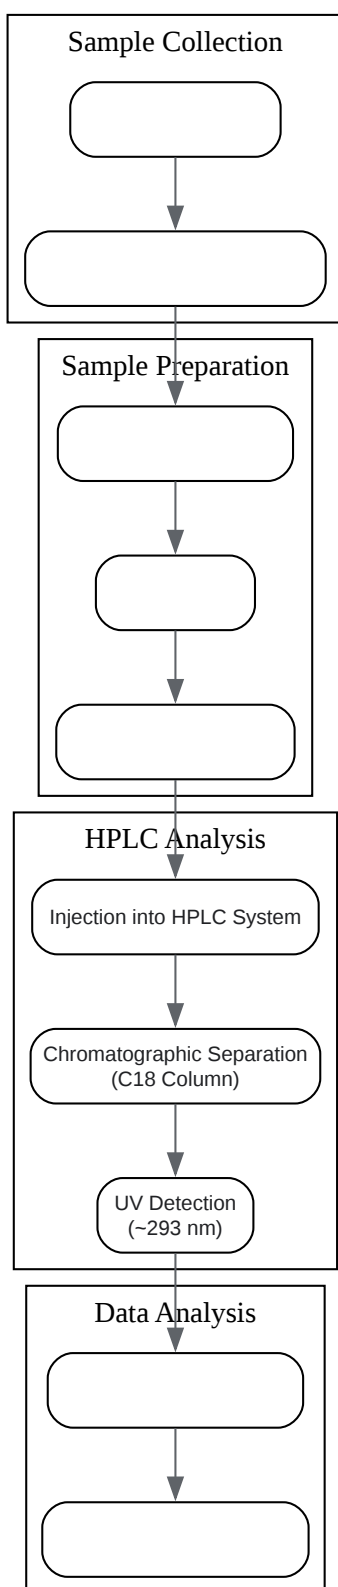 Sample Collection
Sample Preparation
HPLC Analysis
Injection into HPLC System
Chromatographic Separation
(C18 Column)
UV Detection
(~293 nm)
Data Analysis